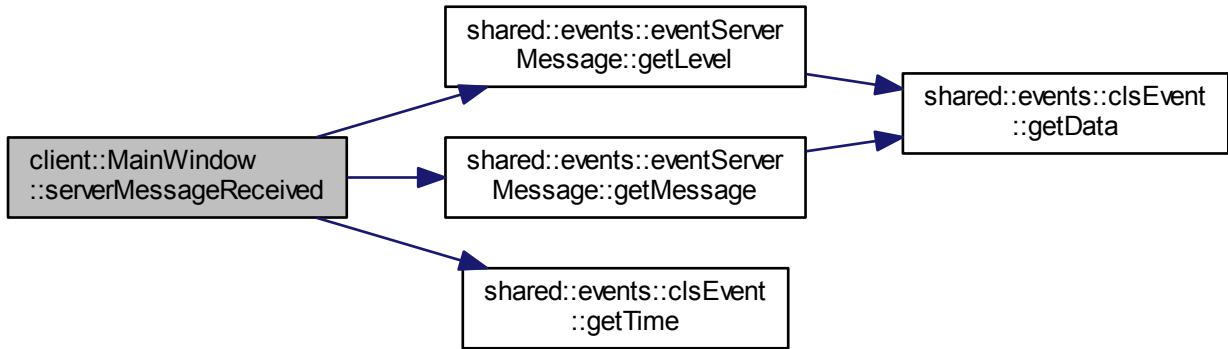 shared::events::eventServer
Message::getLevel
shared::events::clsEvent
::getData
client::MainWindow
::serverMessageReceived
shared::events::eventServer
Message::getMessage
shared::events::clsEvent
::getTime